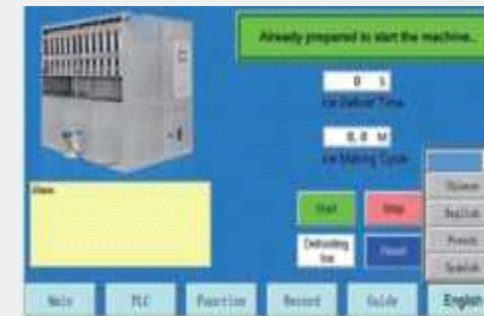 Already prepared to start the machine...
0 S
Ice Defrost Time
0.0 M
Ice Making Cycle
Alarm
Start
Stop
Chinese
English
French
Spanish
Defrosting
Ice
Reset
Main
PLC
Function
Record
Guide
English